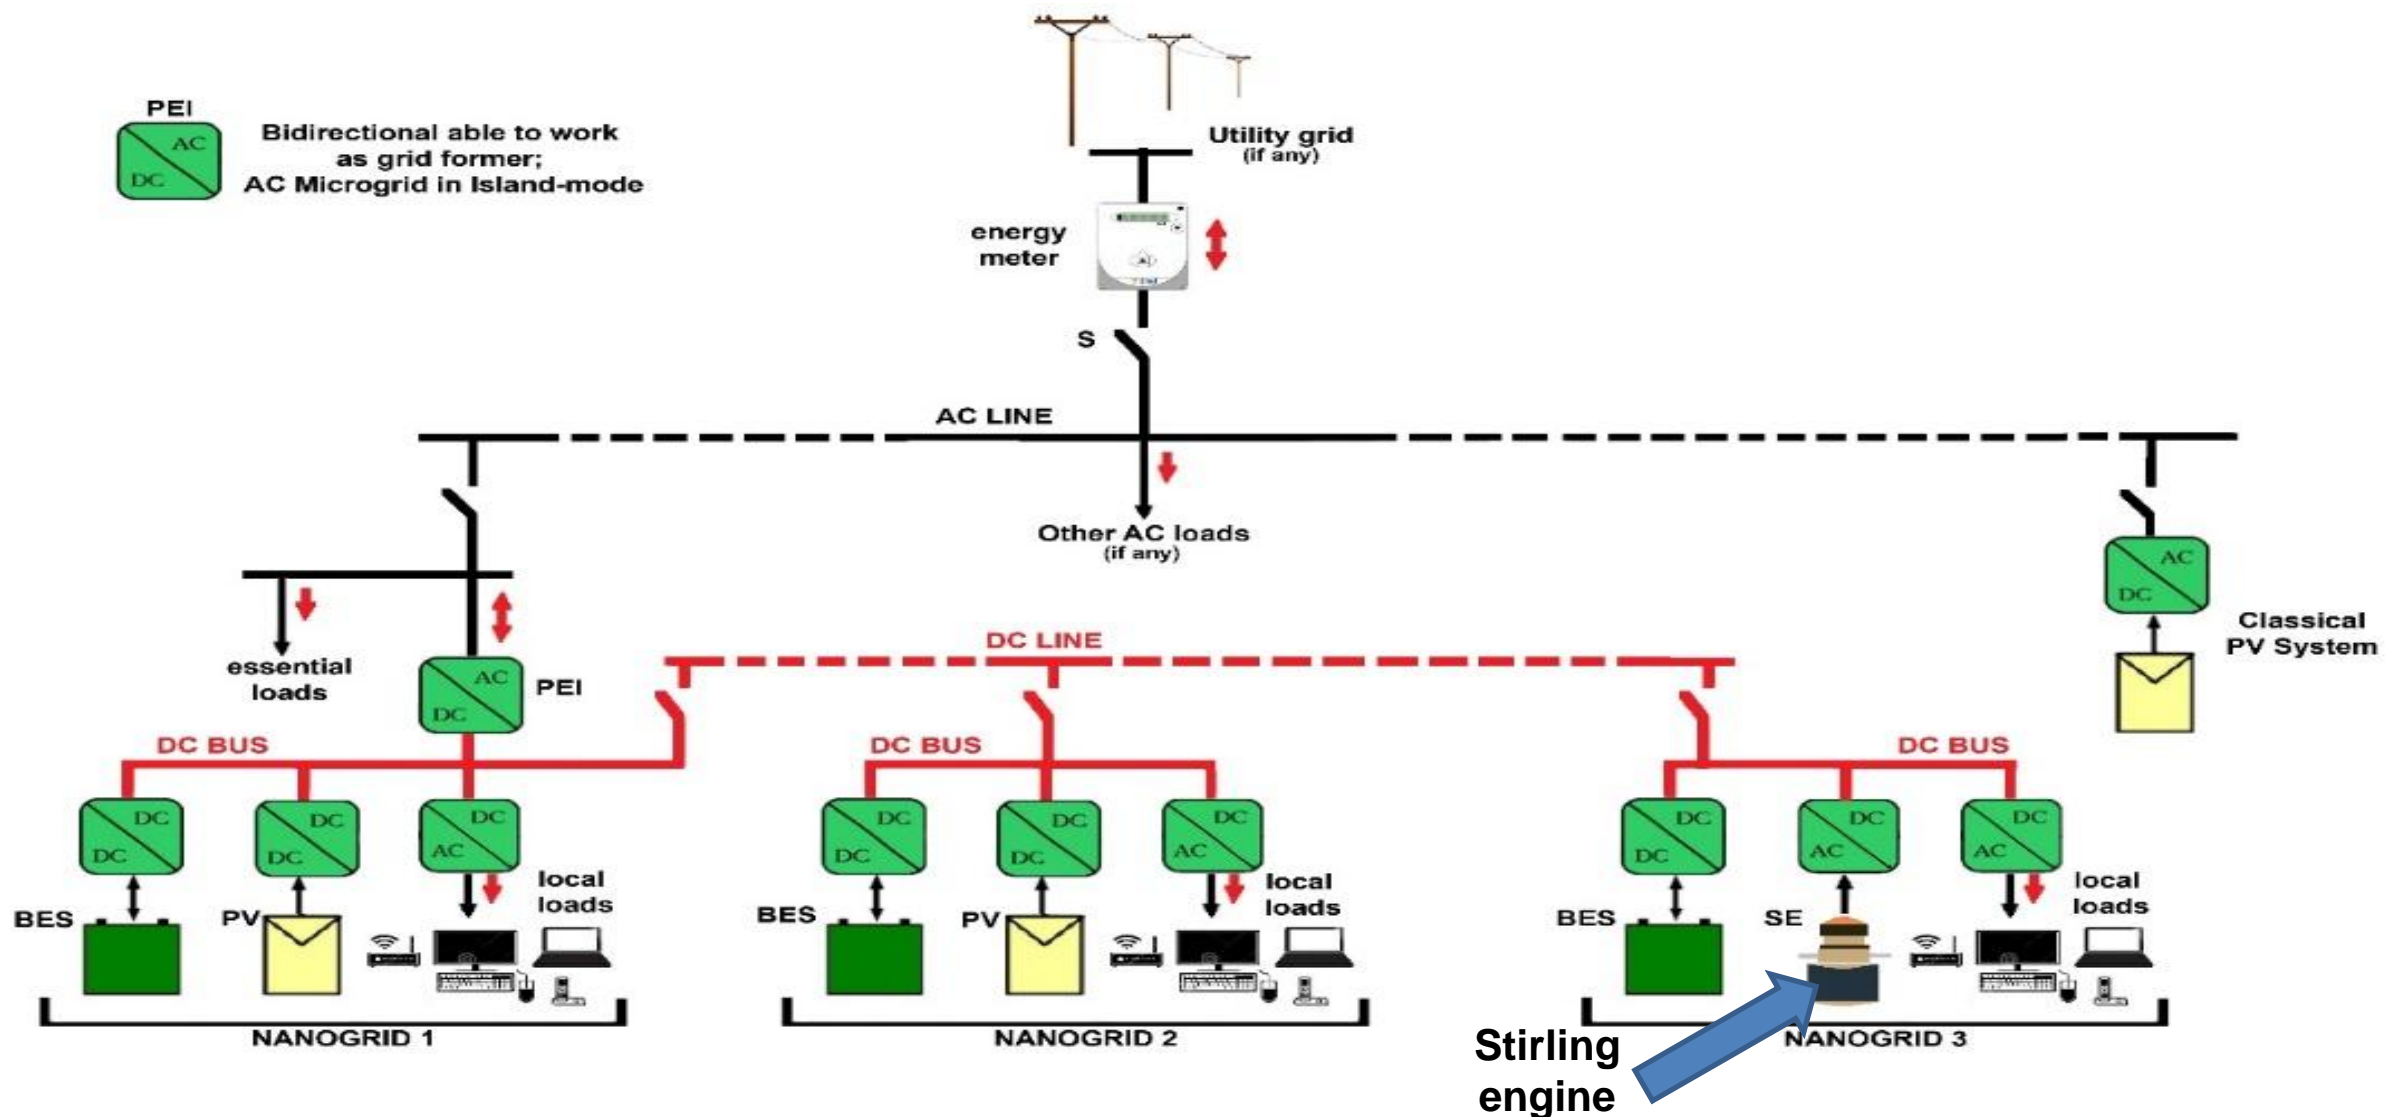 PEI
AC
DC
Bidirectional able to work
as grid former;
AC Microgrid in Island-mode
Utility grid
(if any)
energy
meter
S
AC LINE
Other AC loads
(if any)
AC
DC
Classical
PV System
essential
loads
AC
DC
PEI
DC LINE
DC BUS
DC BUS
DC BUS
DC
DC
DC
DC
DC
AC
DC
DC
DC
DC
DC
AC
DC
DC
DC
AC
DC
AC
BES
PV
local
loads
BES
PV
local
loads
BES
SE
local
loads
NANOGRID 1
NANOGRID 2
NANOGRID 3
Stirling
engine